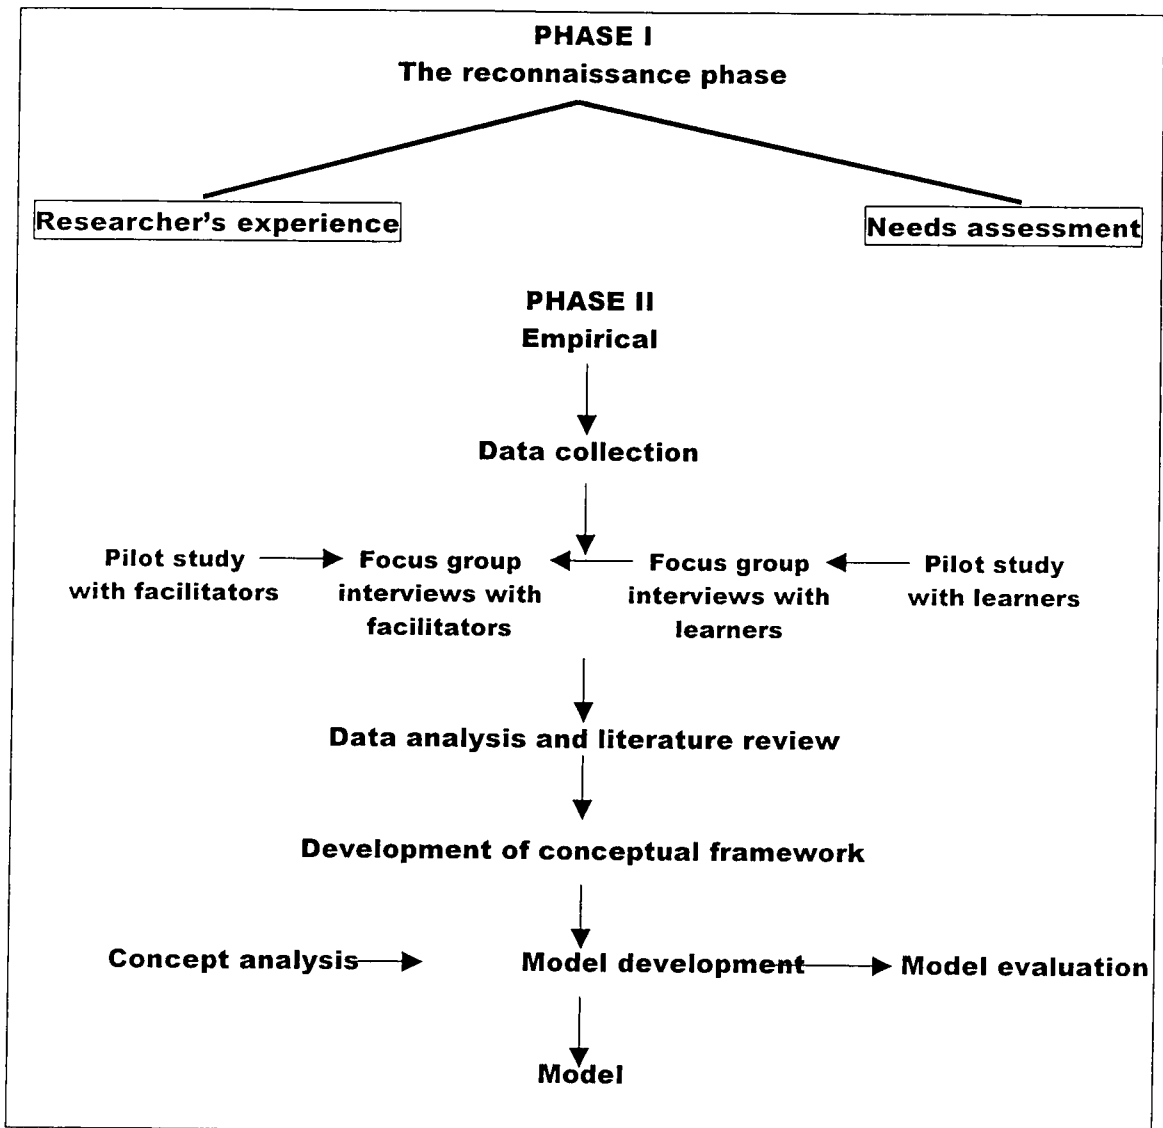 PHASE I
The reconnaissance phase
Researcher's experience
Needs assessment
PHASE II
Empirical
Data collection
Pilot study
with facilitators
Focus group
interviews with
facilitators
Focus group
interviews with
learners
Pilot study
with learners
Data analysis and literature review
Development of conceptual framework
Concept analysis
Model development
Model evaluation
Model